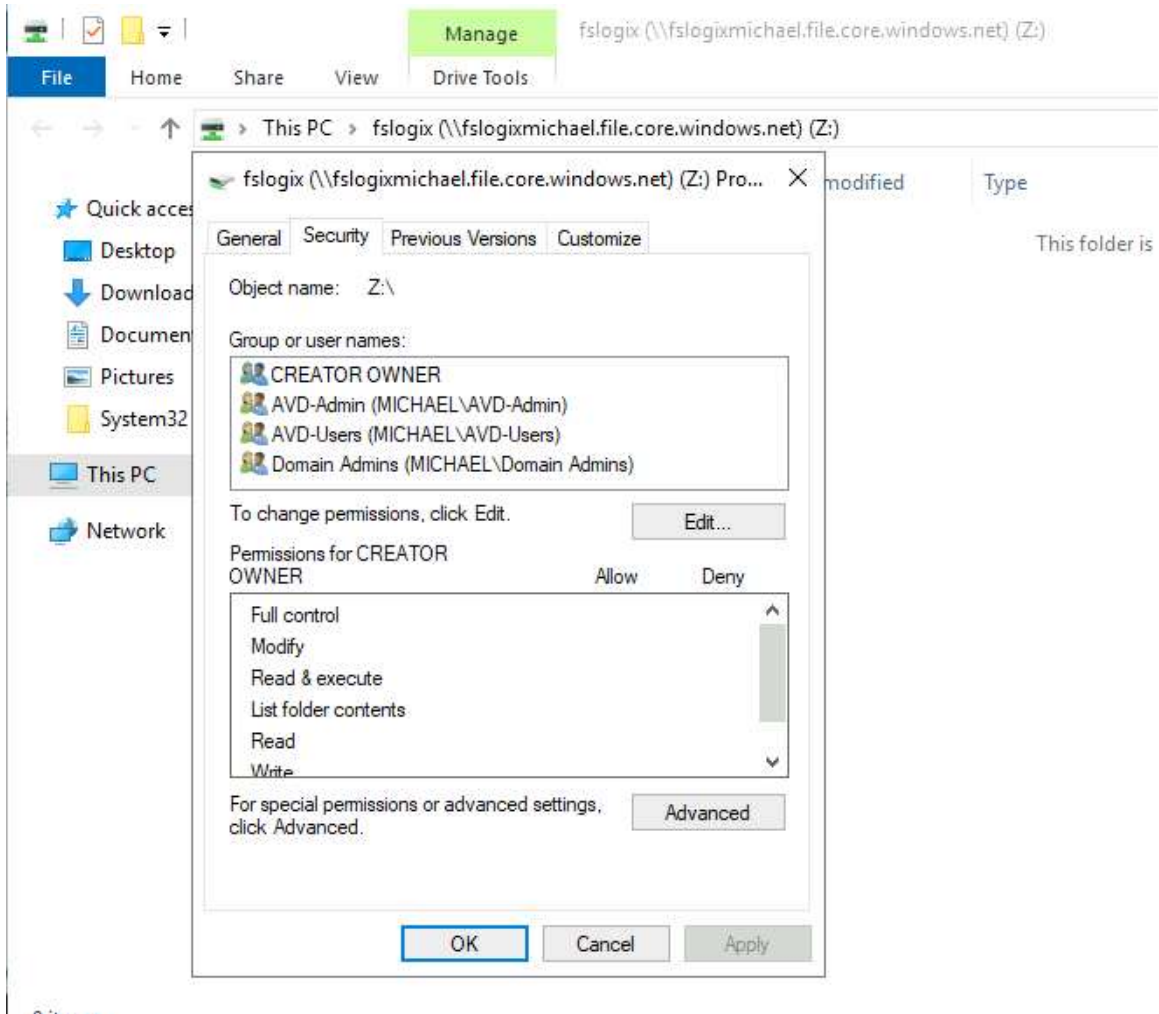 Manage fslogix (\\fslogixmichael.file.core.windows.net) (Z:)
File Home Share View Drive Tools
This PC > fslogix (\\fslogixmichael.file.core.windows.net) (Z:)
fslogix (\\fslogixmichael.file.core.windows.net) (Z:) Pro...
modified Type
Quick acces
General Security Previous Versions Customize
This folder is
Desktop
Object name: Z:\
Download
Documen
Group or user names:
Pictures
CREATOR OWNER
AVD-Admin (MICHAEL\AVD-Admin)
System32
AVD-Users (MICHAEL\AVD-Users)
Domain Admins (MICHAEL\Domain Admins)
This PC
To change permissions, click Edit. Edit...
Network
Permissions for CREATOR
OWNER Allow Deny
Full control
Modify
Read & execute
List folder contents
Read
Write
For special permissions or advanced settings,
click Advanced. Advanced
OK Cancel Apply